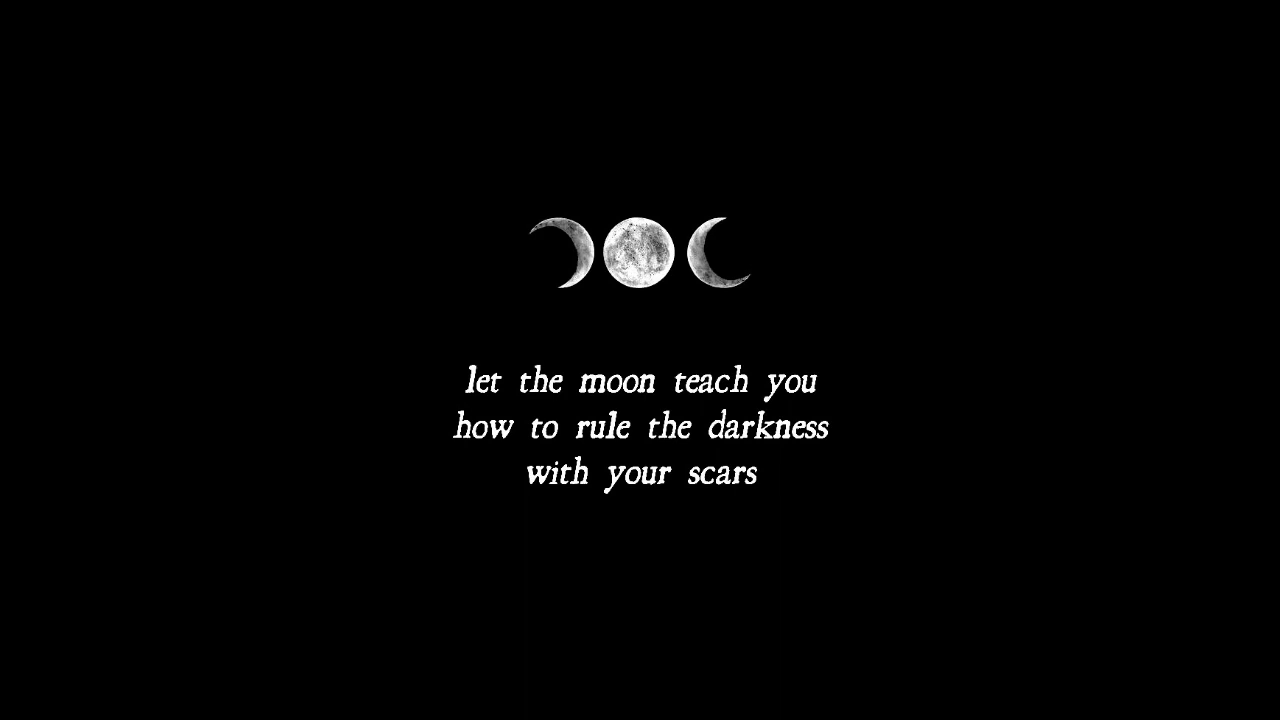 let the moon teach you
how to rule the darkness
with your scars